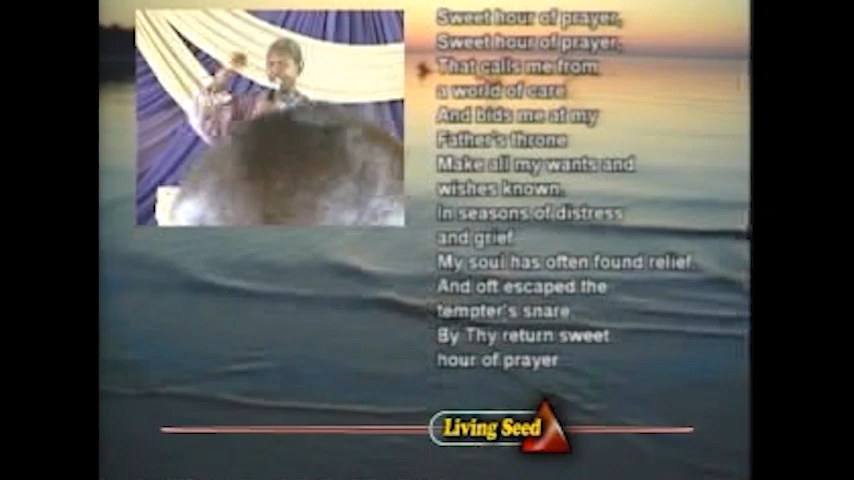 Sweet hour of prayer,
Sweet hour of prayer,
That calls me from
a world of care
And bids me at my
Father's throne
Make all my wants and
wishes known.
In seasons of distress
and grief
My soul has often found relief.
And oft escaped the
tempter's snare
By Thy return sweet
hour of prayer
Living Seed